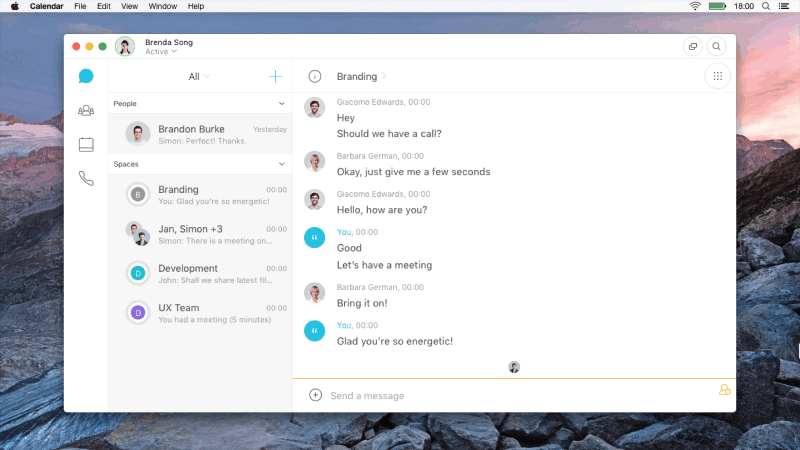 Calendar File Edit View Window Help 18:00
Brenda Song
Active
All
Branding
People
Brandon Burke Yesterday
Simon: Perfect! Thanks.
Spaces
B Branding 00:00
You: Glad you're so energetic!
Jan, Simon +3 00:00
Simon: There is a meeting on...
D Development 00:00
John: Shall we share latest fil...
D UX Team 00:00
You had a meeting (5 minutes)
Giacomo Edwards, 00:00
Hey
Should we have a call?
Barbara German, 00:00
Okay, just give me a few seconds
Giacomo Edwards, 00:00
Hello, how are you?
You, 00:00
Good
Let's have a meeting
Barbara German, 00:00
Bring it on!
You, 00:00
Glad you're so energetic!
Send a message